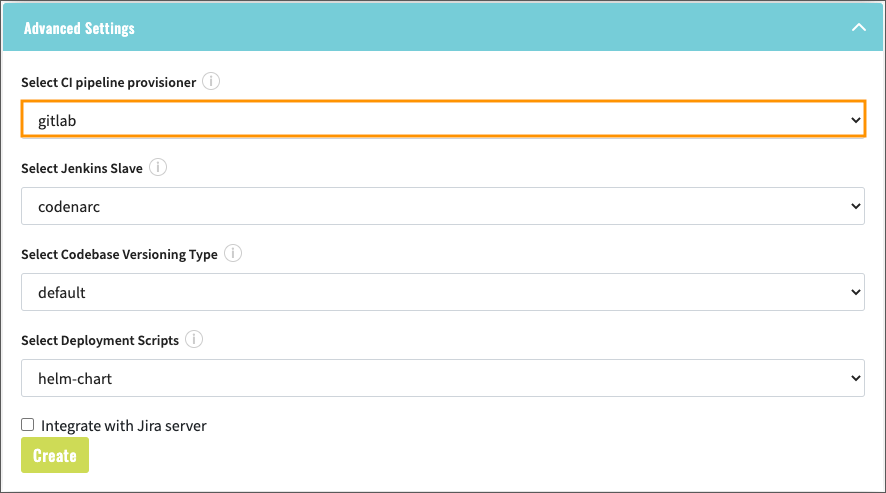 Advanced Settings
Select CI pipeline provisioner
gitlab
Select Jenkins Slave
codenarc
Select Codebase Versioning Type
default
Select Deployment Scripts
helm-chart
Integrate with Jira server
Create